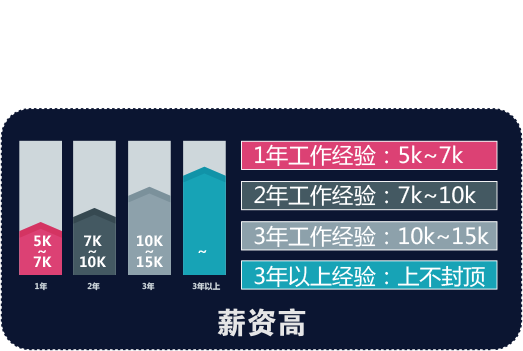 5K
~
7K
7K
~
10K
10K
~
15K
~
1年
2年
3年
3年以上
1年工作经验：5k~7k
2年工作经验：7k~10k
3年工作经验：10k~15k
3年以上经验：上不封顶
薪资高